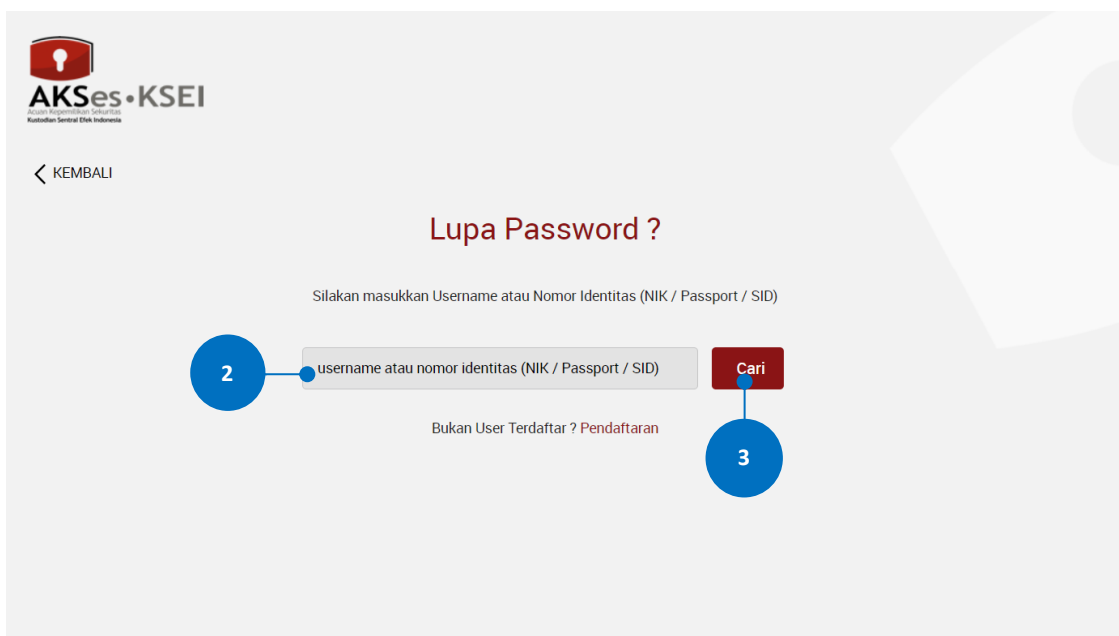 AKSes•KSEI
Acuan Kepemilikan Sekuritas
Kustodian Sentral Efek Indonesia
KEMBALI
Lupa Password ?
Silakan masukkan Username atau Nomor Identitas (NIK / Passport / SID)
2
username atau nomor identitas (NIK / Passport / SID)
Cari
Bukan User Terdaftar ? Pendaftaran
3